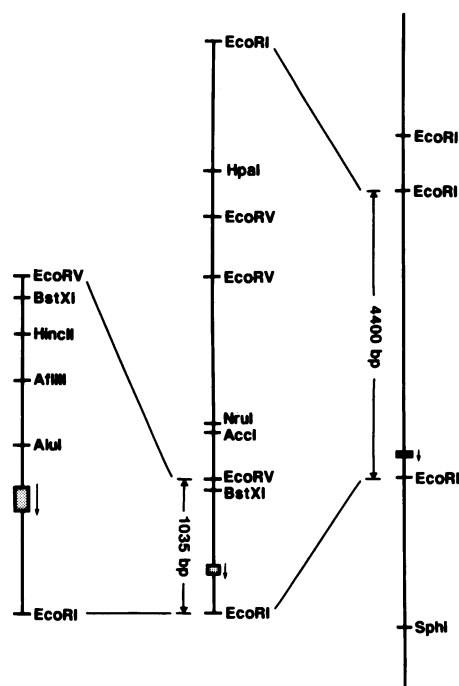 EcoRV
BstXI
HincII
AflIII
AluI
EcoRI
EcoRI
HpaI
EcoRV
EcoRV
NruI
AccI
EcoRV
BstXI
EcoRI
1035 bp
EcoRI
EcoRI
4400 bp
EcoRI
SphI